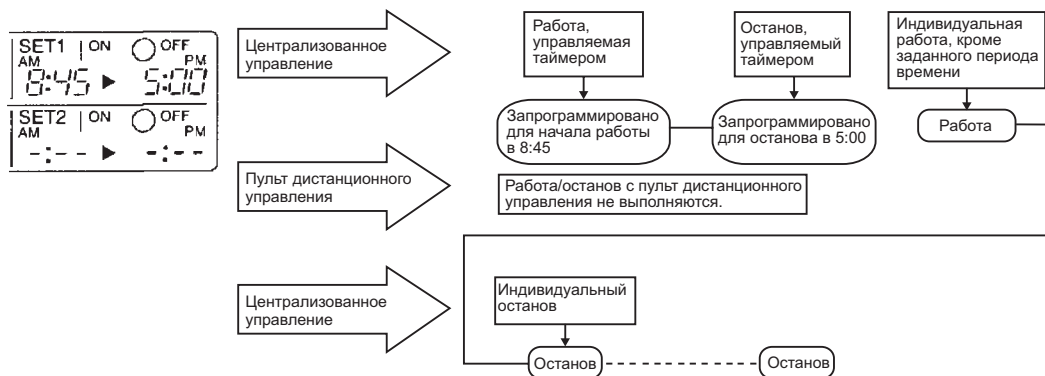 SET1 | ON OFF
AM PM
8:45 ▶ 5:00
SET2 | ON OFF
AM PM
-:-- ▶ -:--
Централизованное
управление
Работа,
управляемая
таймером
Останов,
управляемый
таймером
Индивидуальная
работа, кроме
заданного периода
времени
Запрограммировано
для начала работы
в 8:45
Запрограммировано
для останова в 5:00
Работа
Пульт дистанционного
управления
Работа/останов с пульт дистанционного
управления не выполняются.
Централизованное
управление
Индивидуальный
останов
Останов
Останов